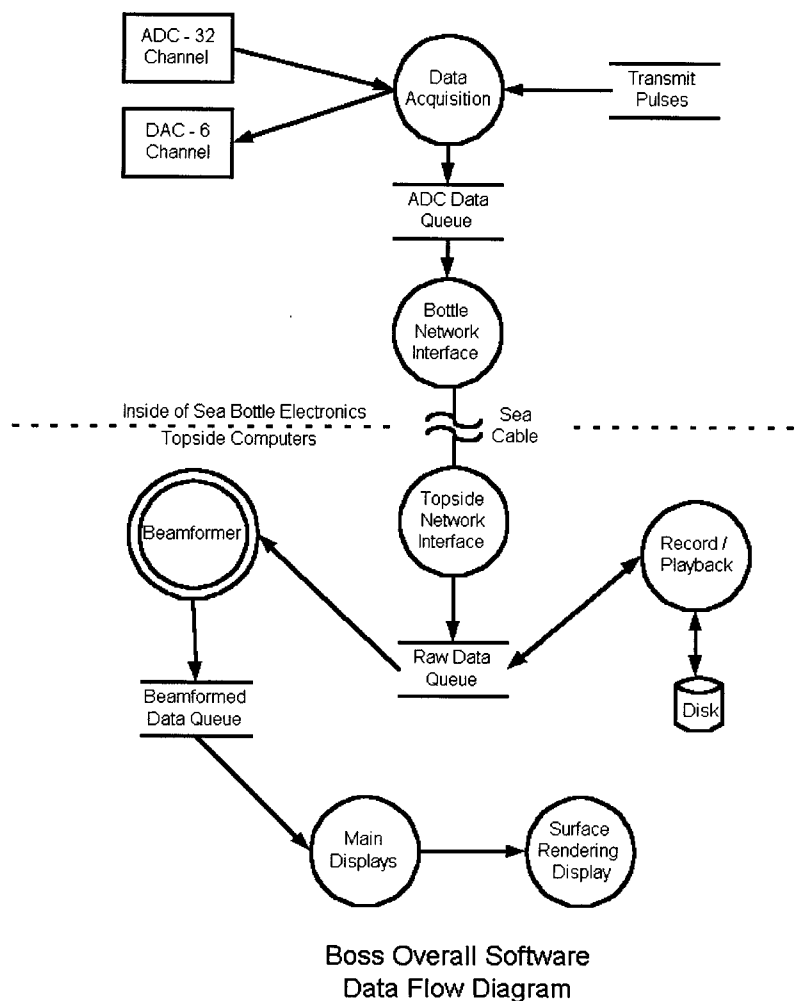 ADC - 32
Channel
Data
Acquisition
Transmit
Pulses
DAC - 6
Channel
ADC Data
Queue
Bottle
Network
Interface
Inside of Sea Bottle Electronics
Topside Computers
Sea
Cable
Beamformer
Topside
Network
Interface
Record /
Playback
Raw Data
Queue
Beamformed
Data Queue
Disk
Main
Displays
Surface
Rendering
Display
Boss Overall Software
Data Flow Diagram